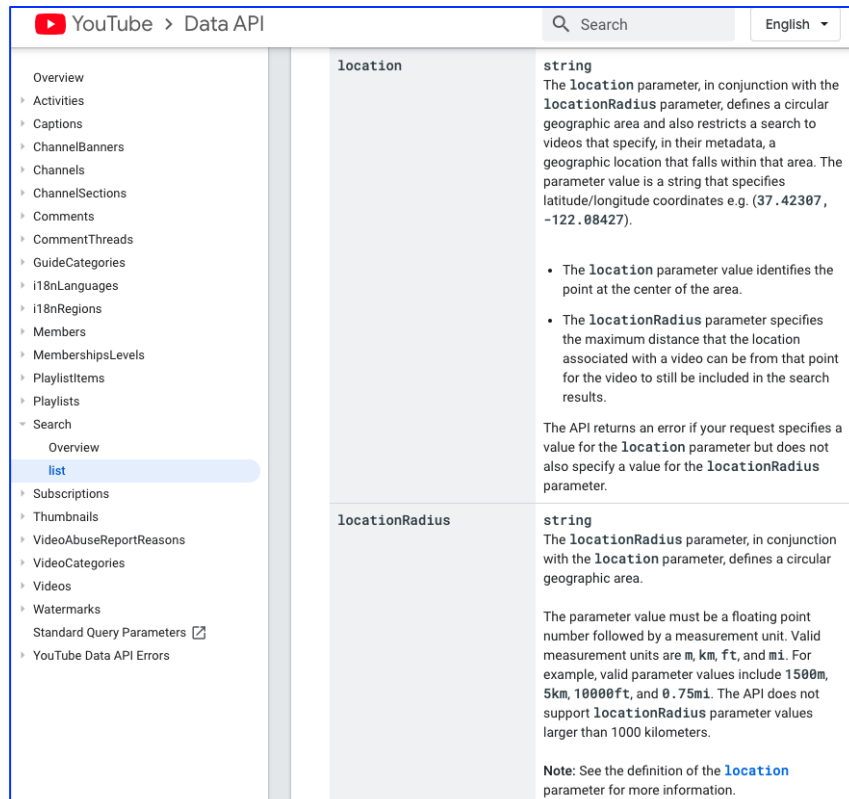 YouTube > Data API
Search
English
Overview
Activities
Captions
ChannelBanners
Channels
ChannelSections
Comments
CommentThreads
GuideCategories
i18nLanguages
i18nRegions
Members
MembershipsLevels
PlaylistItems
Playlists
Search
Overview
list
Subscriptions
Thumbnails
VideoAbuseReportReasons
VideoCategories
Videos
Watermarks
Standard Query Parameters
YouTube Data API Errors
location
string
The location parameter, in conjunction with the
locationRadius parameter, defines a circular
geographic area and also restricts a search to
videos that specify, in their metadata, a
geographic location that falls within that area. The
parameter value is a string that specifies
latitude/longitude coordinates e.g. (37.42307,
-122.08427).
• The location parameter value identifies the
point at the center of the area.
• The locationRadius parameter specifies
the maximum distance that the location
associated with a video can be from that point
for the video to still be included in the search
results.
The API returns an error if your request specifies a
value for the location parameter but does not
also specify a value for the locationRadius
parameter.
locationRadius
string
The locationRadius parameter, in conjunction
with the location parameter, defines a circular
geographic area.
The parameter value must be a floating point
number followed by a measurement unit. Valid
measurement units are m, km, ft, and mi. For
example, valid parameter values include 1500m,
5km, 10000ft, and 0.75mi. The API does not
support locationRadius parameter values
larger than 1000 kilometers.
Note: See the definition of the location
parameter for more information.